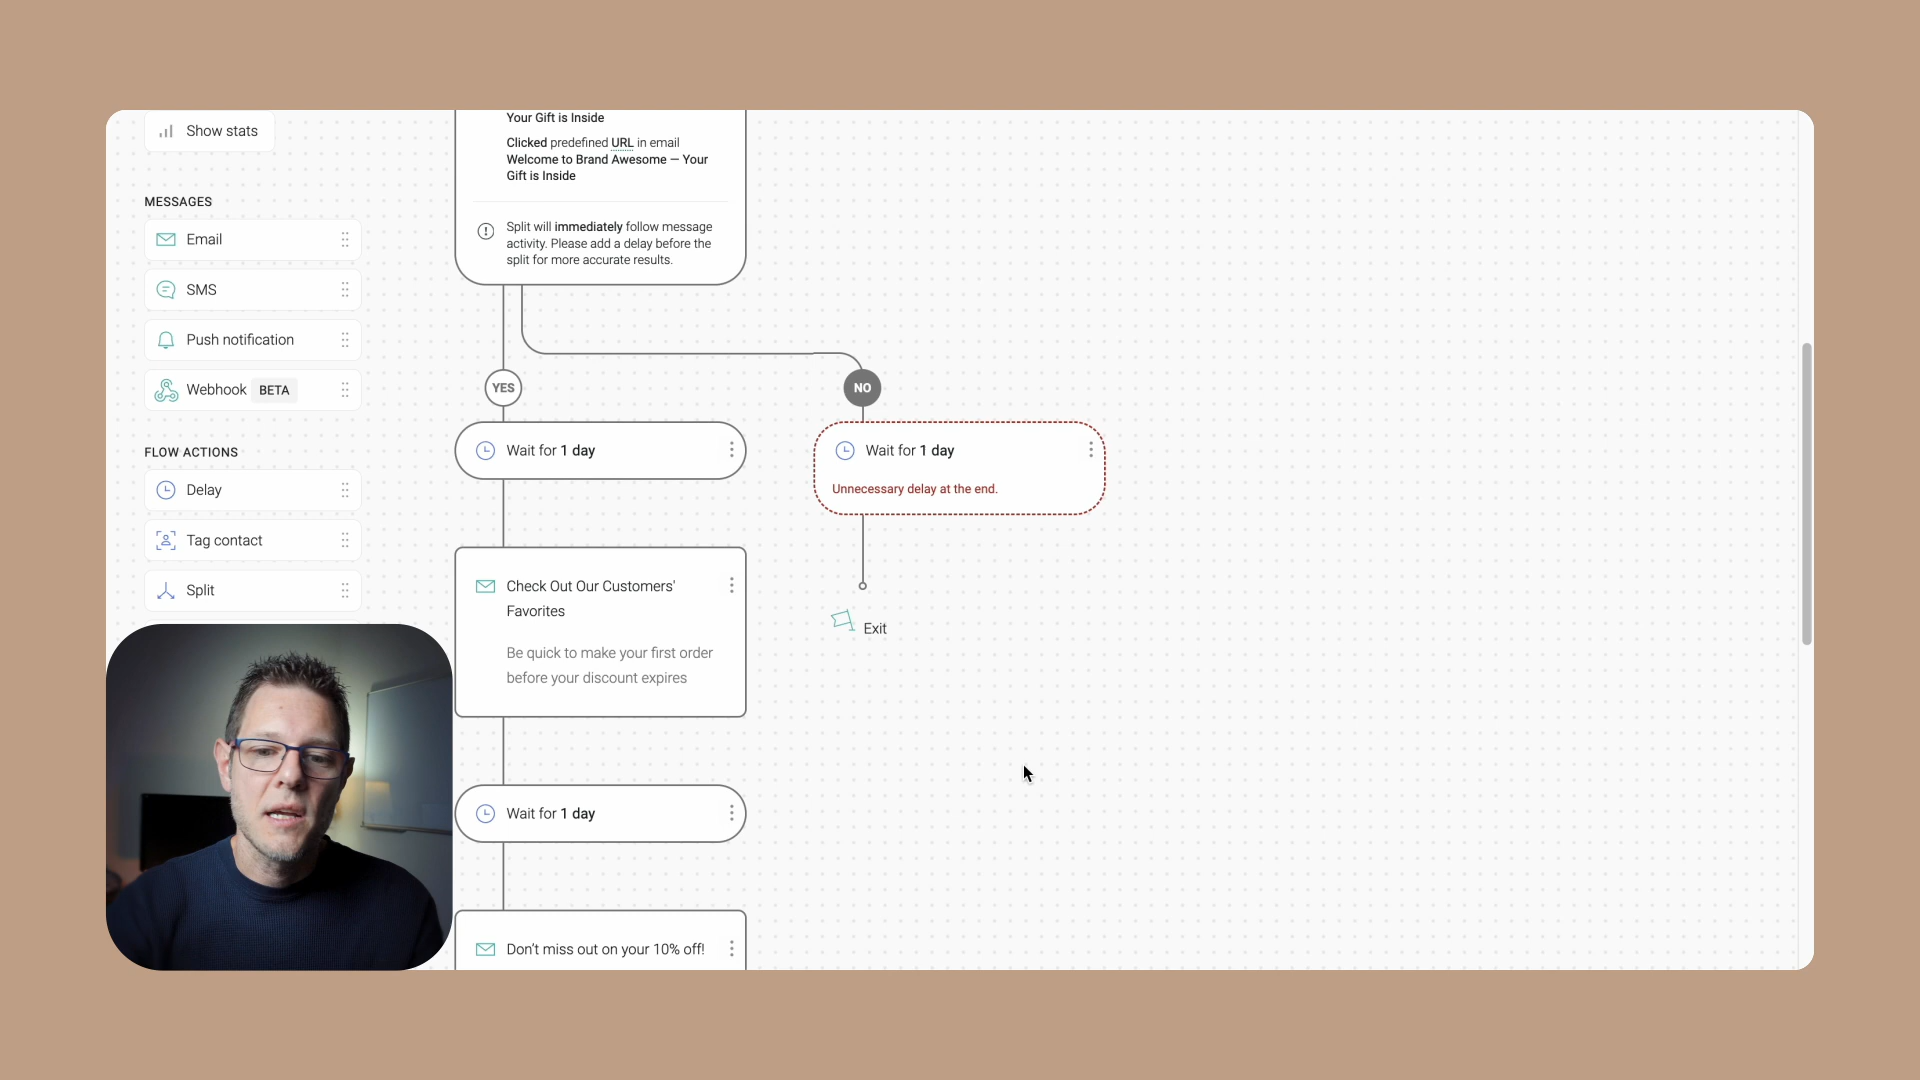 Show stats
MESSAGES
Email
SMS
Push notification
Webhook BETA
FLOW ACTIONS
Delay
Tag contact
Split
Your Gift is Inside
Clicked predefined URL in email
Welcome to Brand Awesome — Your
Gift is Inside
Split will immediately follow message
activity. Please add a delay before the
split for more accurate results.
YES
NO
Wait for 1 day
Wait for 1 day
Unnecessary delay at the end.
Check Out Our Customers'
Favorites
Be quick to make your first order
before your discount expires
Exit
Wait for 1 day
Don't miss out on your 10% off!